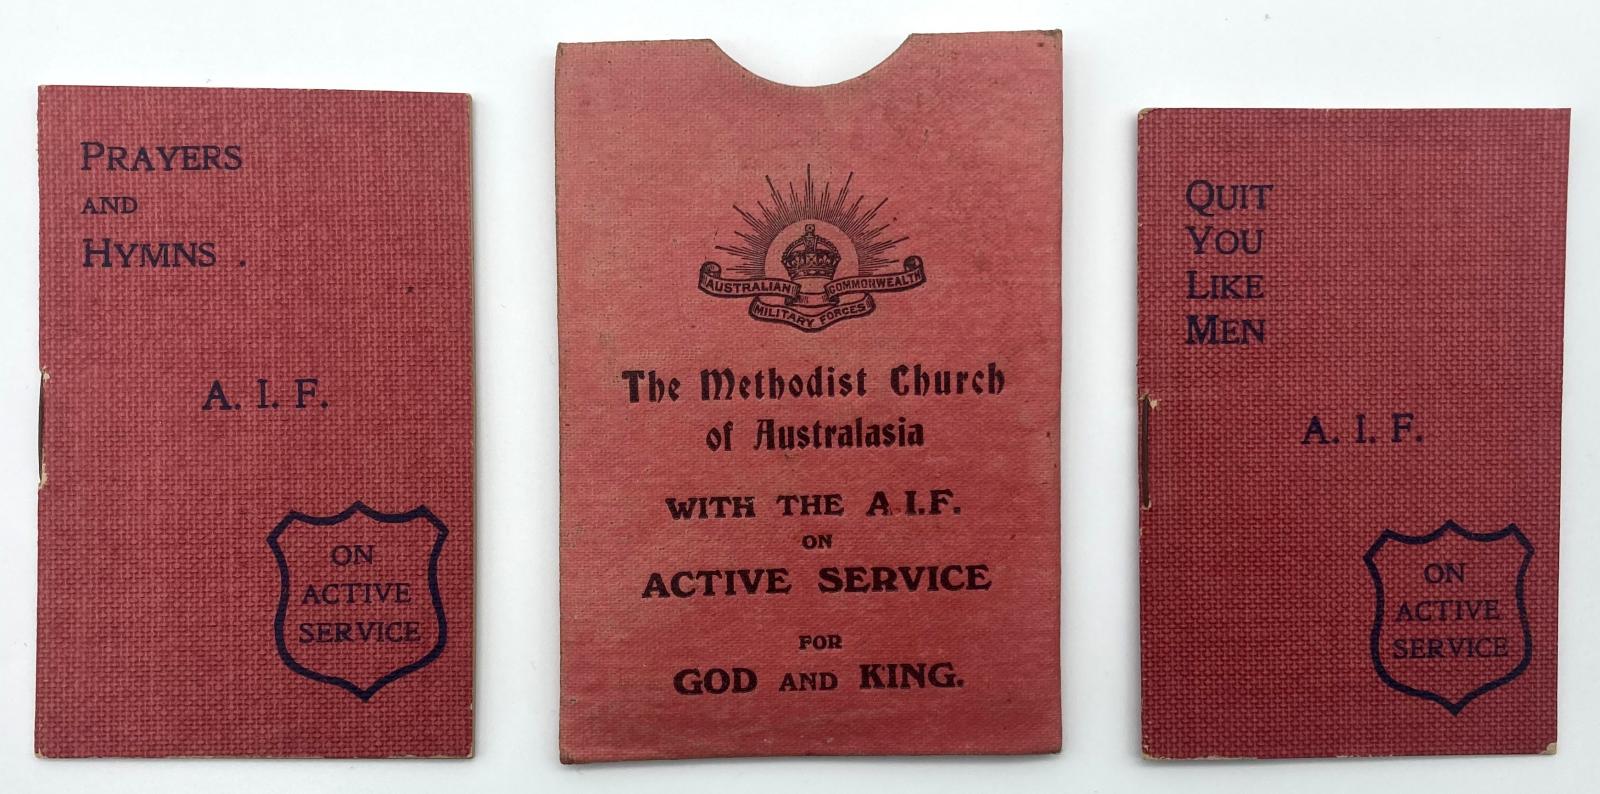 PRAYERS
AND
HYMNS .
A. I. F.
ON
ACTIVE
SERVICE
AUSTRALIAN COMMONWEALTH
MILITARY FORCES
The Methodist Church
of Australasia
WITH THE A.I.F.
ON
ACTIVE SERVICE
FOR
GOD AND KING.
QUIT
YOU
LIKE
MEN
A. I. F.
ON
ACTIVE
SERVICE